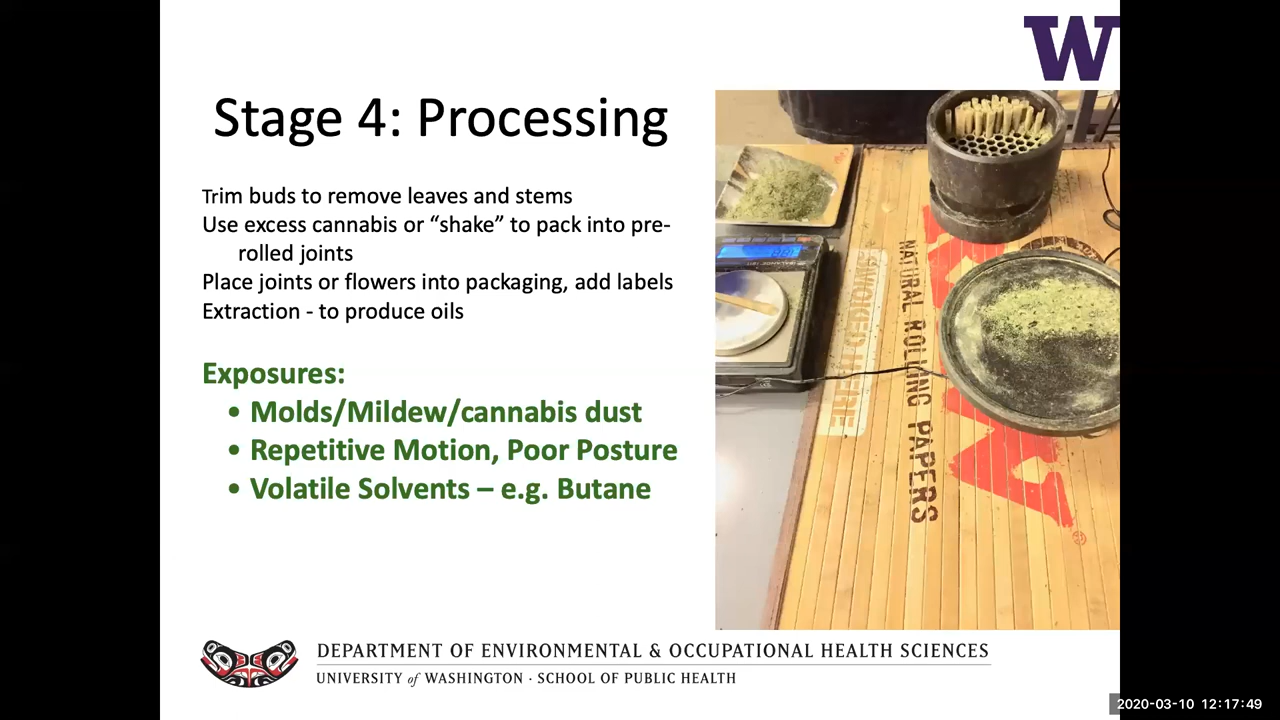 W
Stage 4: Processing
Trim buds to remove leaves and stems
Use excess cannabis or “shake” to pack into pre-
rolled joints
Place joints or flowers into packaging, add labels
Extraction - to produce oils
Exposures:
• Molds/Mildew/cannabis dust
• Repetitive Motion, Poor Posture
• Volatile Solvents – e.g. Butane
NATURAL ROLLING PAPERS
DEPARTMENT OF ENVIRONMENTAL & OCCUPATIONAL HEALTH SCIENCES
UNIVERSITY of WASHINGTON · SCHOOL OF PUBLIC HEALTH
2020-03-10 12:17:49